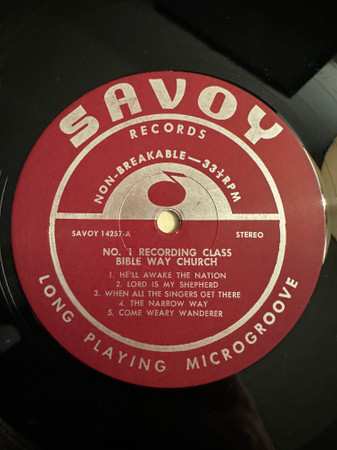 SAVOY
RECORDS
NON-BREAKABLE—33⅓RPM
SAVOY 14257-A STEREO
NO. 1 RECORDING CLASS
BIBLE WAY CHURCH
1. HE'LL AWAKE THE NATION
2. LORD IS MY SHEPHERD
3. WHEN ALL THE SINGERS GET THERE
4. THE NARROW WAY
5. COME WEARY WANDERER
LONG PLAYING MICROGROOVE